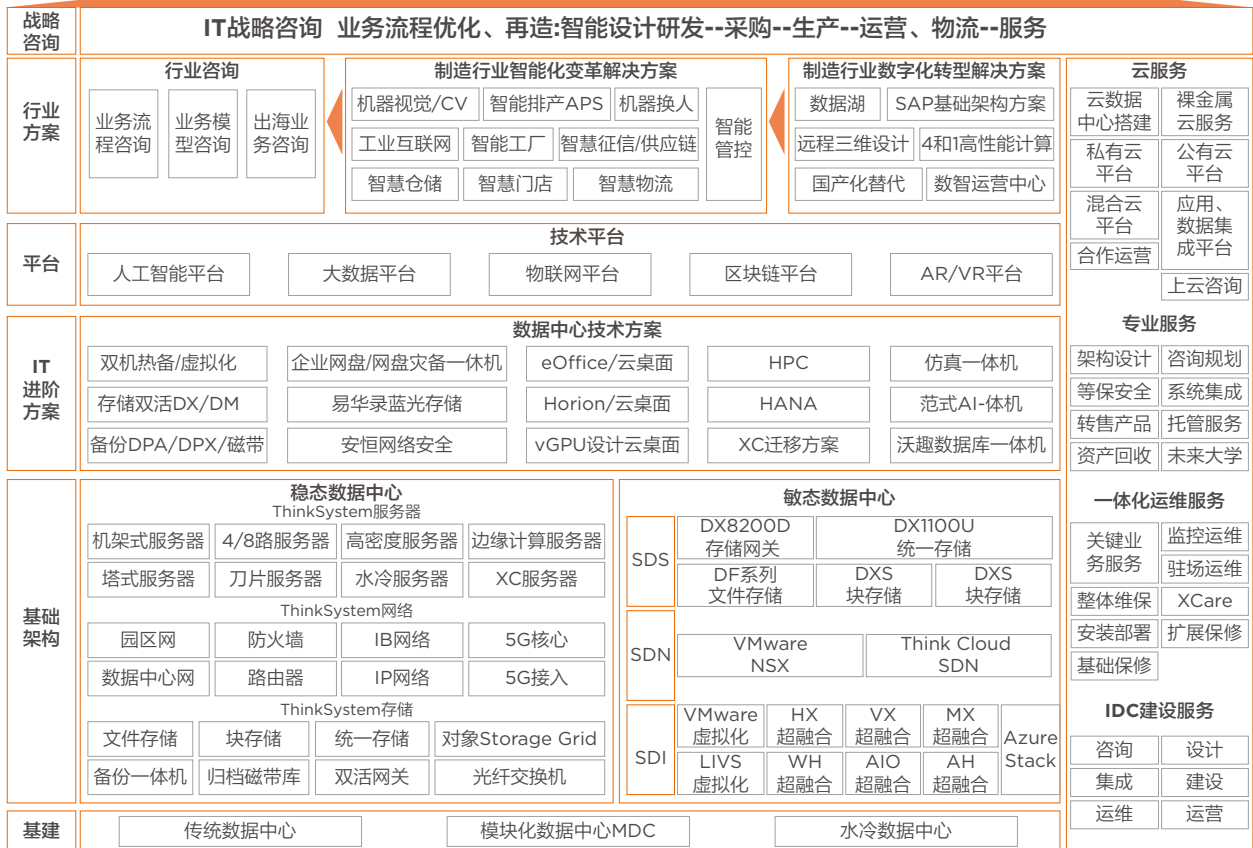 战略
咨询
IT战略咨询 业务流程优化、再造:智能设计研发--采购--生产--运营、物流--服务
行业
方案
行业咨询
业务流
程咨询
业务模
型咨询
出海业
务咨询
制造行业智能化变革解决方案
机器视觉/CV
智能排产APS
机器换人
工业互联网
智能工厂
智慧征信/供应链
智慧仓储
智慧门店
智慧物流
智能
管控
制造行业数字化转型解决方案
数据湖
SAP基础架构方案
远程三维设计
4和1高性能计算
国产化替代
数智运营中心
平台
技术平台
人工智能平台
大数据平台
物联网平台
区块链平台
AR/VR平台
IT
进阶
方案
数据中心技术方案
双机热备/虚拟化
企业网盘/网盘灾备一休机
eOffice/云桌面
HPC
仿真一体机
存储双活DX/DM
易华录蓝光存储
Horion/云桌面
HANA
范式AI-体机
备份DPA/DPX/磁带
安恒网络安全
vGPU设计云桌面
XC迁移方案
沃趣数据库一体机
基础
架构
稳态数据中心
ThinkSystem服务器
机架式服务器
4/8路服务器
高密度服务器
边缘计算服务器
塔式服务器
刀片服务器
水冷服务器
XC服务器
ThinkSystem网络
园区网
防火墙
IB网络
5G核心
数据中心网
路由器
IP网络
5G接入
ThinkSystem存储
文件存储
块存储
统一存储
对象Storage Grid
备份一体机
归档磁带库
双活网关
光纤交换机
敏态数据中心
SDS
DX8200D
存储网关
DX1100U
统一存储
DF系列
文件存储
DXS
块存储
DXS
块存储
SDN
VMware
NSX
Think Cloud
SDN
SDI
VMware
虚拟化
HX
超融合
VX
超融合
MX
超融合
LIVS
虚拟化
WH
超融合
AIO
超融合
AH
超融合
Azure
Stack
基建
传统数据中心
模块化数据中心MDC
水冷数据中心
云服务
云数据
中心搭建
裸金属
云服务
私有云
平台
公有云
平台
混合云
平台
应用、
数据集
成平台
合作运营
上云咨询
专业服务
架构设计
咨询规划
等保安全
系统集成
转售产品
托管服务
资产回收
未来大学
一体化运维服务
关键业
务服务
监控运维
驻场运维
整体维保
XCare
安装部署
扩展保修
基础保修
IDC建设服务
咨询
设计
集成
建设
运维
运营